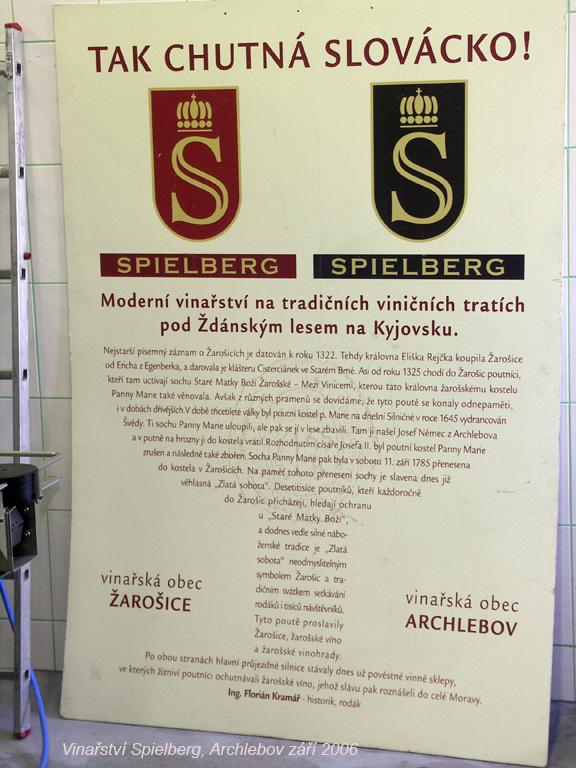 TAK CHUTNÁ SLOVÁCKO!
S
S
SPIELBERG
SPIELBERG
Moderní vinařství na tradičních viničních tratích
pod Ždánským lesem na Kyjovsku.
Nejstarší písemný záznam o Žarošicích je datován k roku 1322. Tehdy královna Eliška Rejčka koupila Žarošice
od Ericha z Egenberka, a darovala je klášteru Cisterciánek ve Starém Brně. Asi od roku 1325 chodí do Žarošic poutníci,
kteří tam uctívají sochu Staré Matky Boží Žarošské – Mezi Vinicemi, kterou tato královna žarošskému kostelu
Panny Marie také věnovala. Avšak z různých pramenů se dovídáme, že tyto poutě se konaly odnepaměti,
i v dobách dřívějších. V době třicetileté války byl poutní kostel p. Marie na dnešní Silničné v roce 1645 vydrancován
Švédy. Ti sochu Panny Marie uloupili, ale pak se jí v lese zbavili. Tam ji našel Josef Němec z Archlebova
a v putně na hrozny ji do kostela vrátil. Rozhodnutím císaře Josefa II. byl poutní kostel Panny Marie
zrušen a následně také zbořen. Socha Panny Marie pak byla v sobotu 11. září 1785 přenesena
do kostela v Žarošicích. Na paměť tohoto přenesení sochy je slavena dnes již
věhlasná „Zlatá sobota". Desetitisíce poutníků, kteří každoročně
do Žarošic přicházejí, hledají ochranu
u „Staré Matky Boží",
a dodnes vedle silné nábo-
ženské tradice je „Zlatá
sobota" neodmyslitelným
symbolem Žarošic a tra-
dičním svátkem setkávání
rodáků i tisíců návštěvníků.
Tyto poutě proslavily
Žarošice, žarošské víno
a žarošské vinohrady.
vinařská obec
ŽAROŠICE
vinařská obec
ARCHLEBOV
Po obou stranách hlavní průjezdné silnice stávaly dnes už pověstné vinné sklepy,
ve kterých žízniví poutníci ochutnávali žarošské víno, jehož slávu pak roznášeli do celé Moravy.
Ing. Florián Kramář - historik, rodák
Vinařství Spielberg, Archlebov září 2006